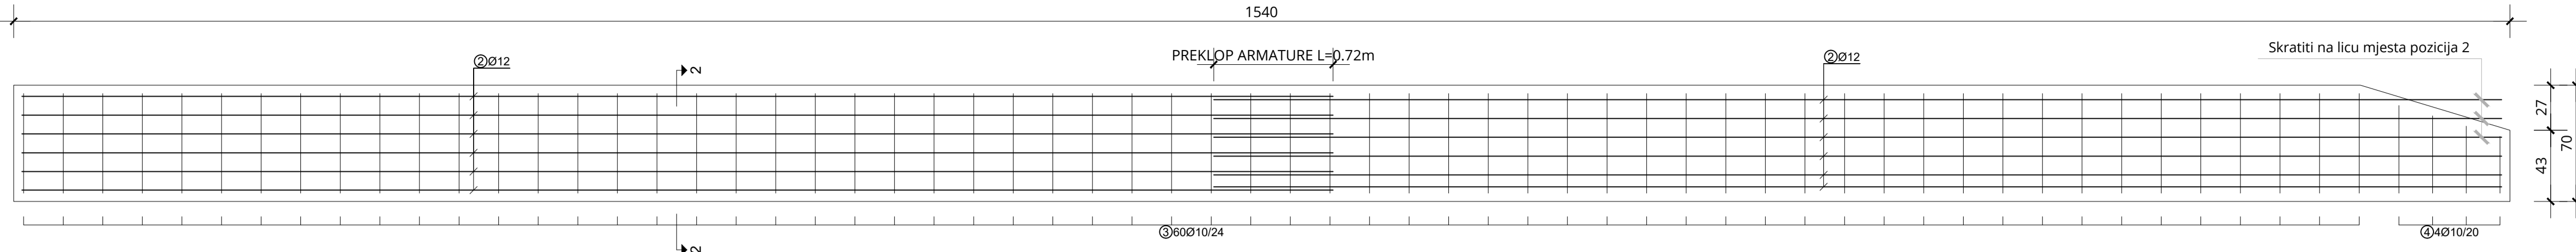 1540
PREKLOP ARMATURE L=0.72m
Skratiti na licu mjesta pozicija 2
②Ø12
②Ø12
2
27
43
70
③60Ø10/24
④4Ø10/20
2